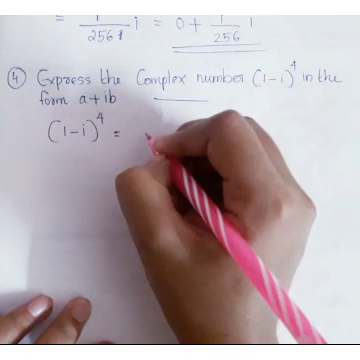 = 1/256 i = 0 + 1/256 i
④ Express the Complex number (1-i)⁴ in the
form a+ib
(1-i)⁴ =